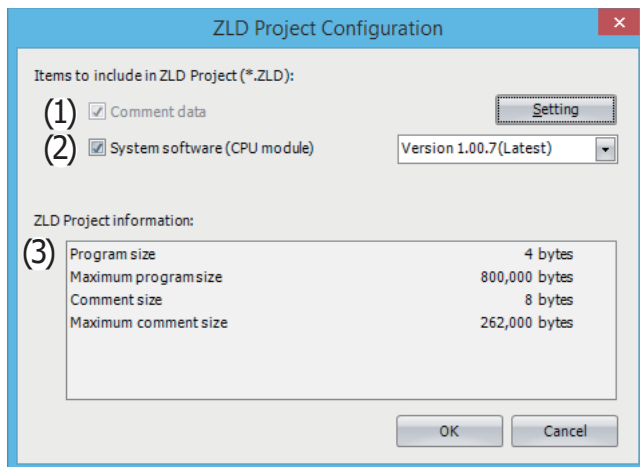 ZLD Project Configuration ×
Items to include in ZLD Project (*.ZLD):
(1) Comment data Setting
(2) System software (CPU module) Version 1.00.7(Latest)
ZLD Project information:
(3) Program size 4 bytes
Maximum program size 800,000 bytes
Comment size 8 bytes
Maximum comment size 262,000 bytes
OK Cancel